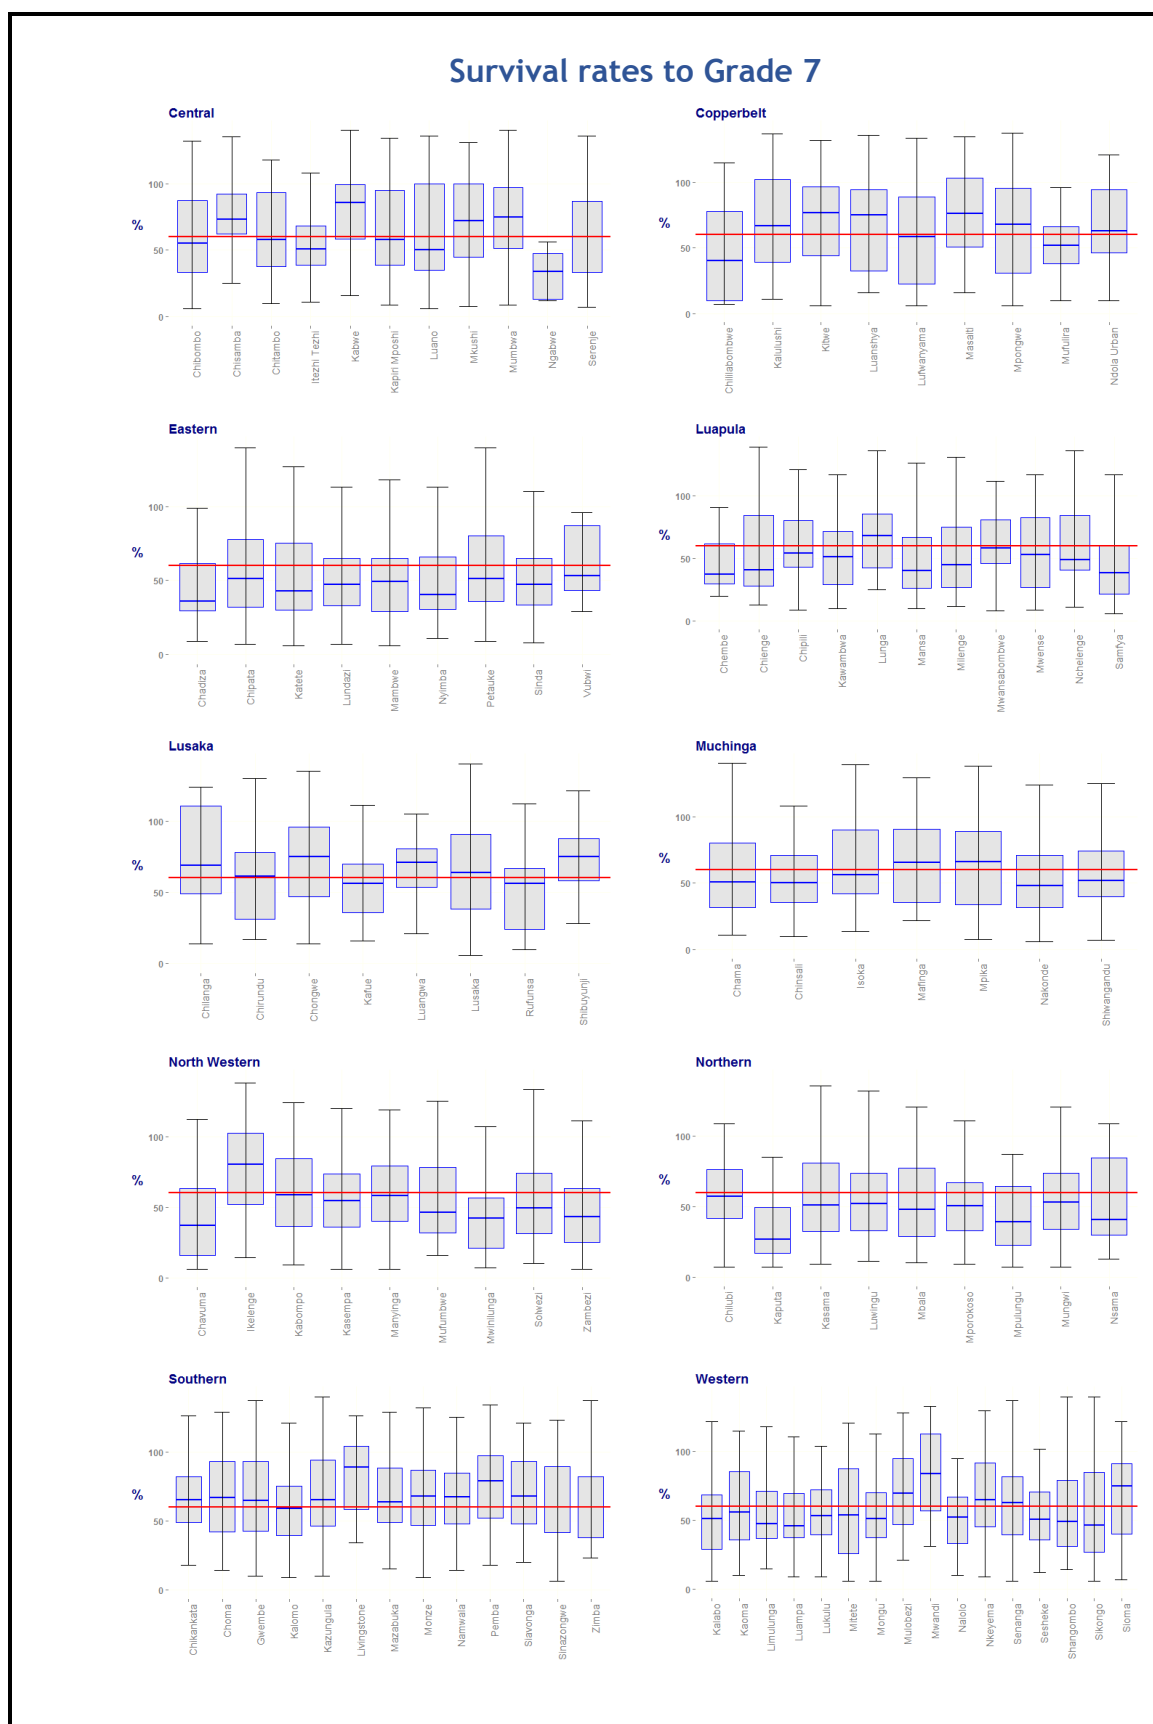 Survival rates to Grade 7
Central
%
100
50
0
Chibombo
Chisamba
Chitambo
Itezhi Tezhi
Kabwe
Kapiri Mposhi
Luano
Mkushi
Mumbwa
Ngabwe
Serenje
Copperbelt
%
100
50
0
Chililabombwe
Kalulushi
Kitwe
Luanshya
Lufwanyama
Masaiti
Mpongwe
Mufulira
Ndola Urban
Eastern
%
100
50
0
Chadiza
Chipata
Katete
Lundazi
Mambwe
Nyimba
Petauke
Sinda
Vubwi
Luapula
%
100
50
0
Chembe
Chienge
Chipili
Kawambwa
Lunga
Mansa
Milenge
Mwansabombwe
Mwense
Nchelenge
Samfya
Lusaka
%
100
50
0
Chilanga
Chirundu
Chongwe
Kafue
Luangwa
Lusaka
Rufunsa
Shibuyunji
Muchinga
%
100
50
0
Chama
Chinsali
Isoka
Mafinga
Mpika
Nakonde
Shiwangandu
North Western
%
100
50
0
Chavuma
Ikelenge
Kabompo
Kasempa
Manyinga
Mufumbwe
Mwinilunga
Solwezi
Zambezi
Northern
%
100
50
0
Chilubi
Kaputa
Kasama
Luwingu
Mbala
Mporokoso
Mpulungu
Mungwi
Nsama
Southern
%
100
50
0
Chikankata
Choma
Gwembe
Kalomo
Kazungula
Livingstone
Mazabuka
Monze
Namwala
Pemba
Siavonga
Sinazongwe
Zimba
Western
%
100
50
0
Kalabo
Kaoma
Limulunga
Luampa
Lukulu
Mitete
Mongu
Mulobezi
Mwandi
Nalolo
Nkeyema
Senanga
Sesheke
Shangombo
Sikongo
Sioma